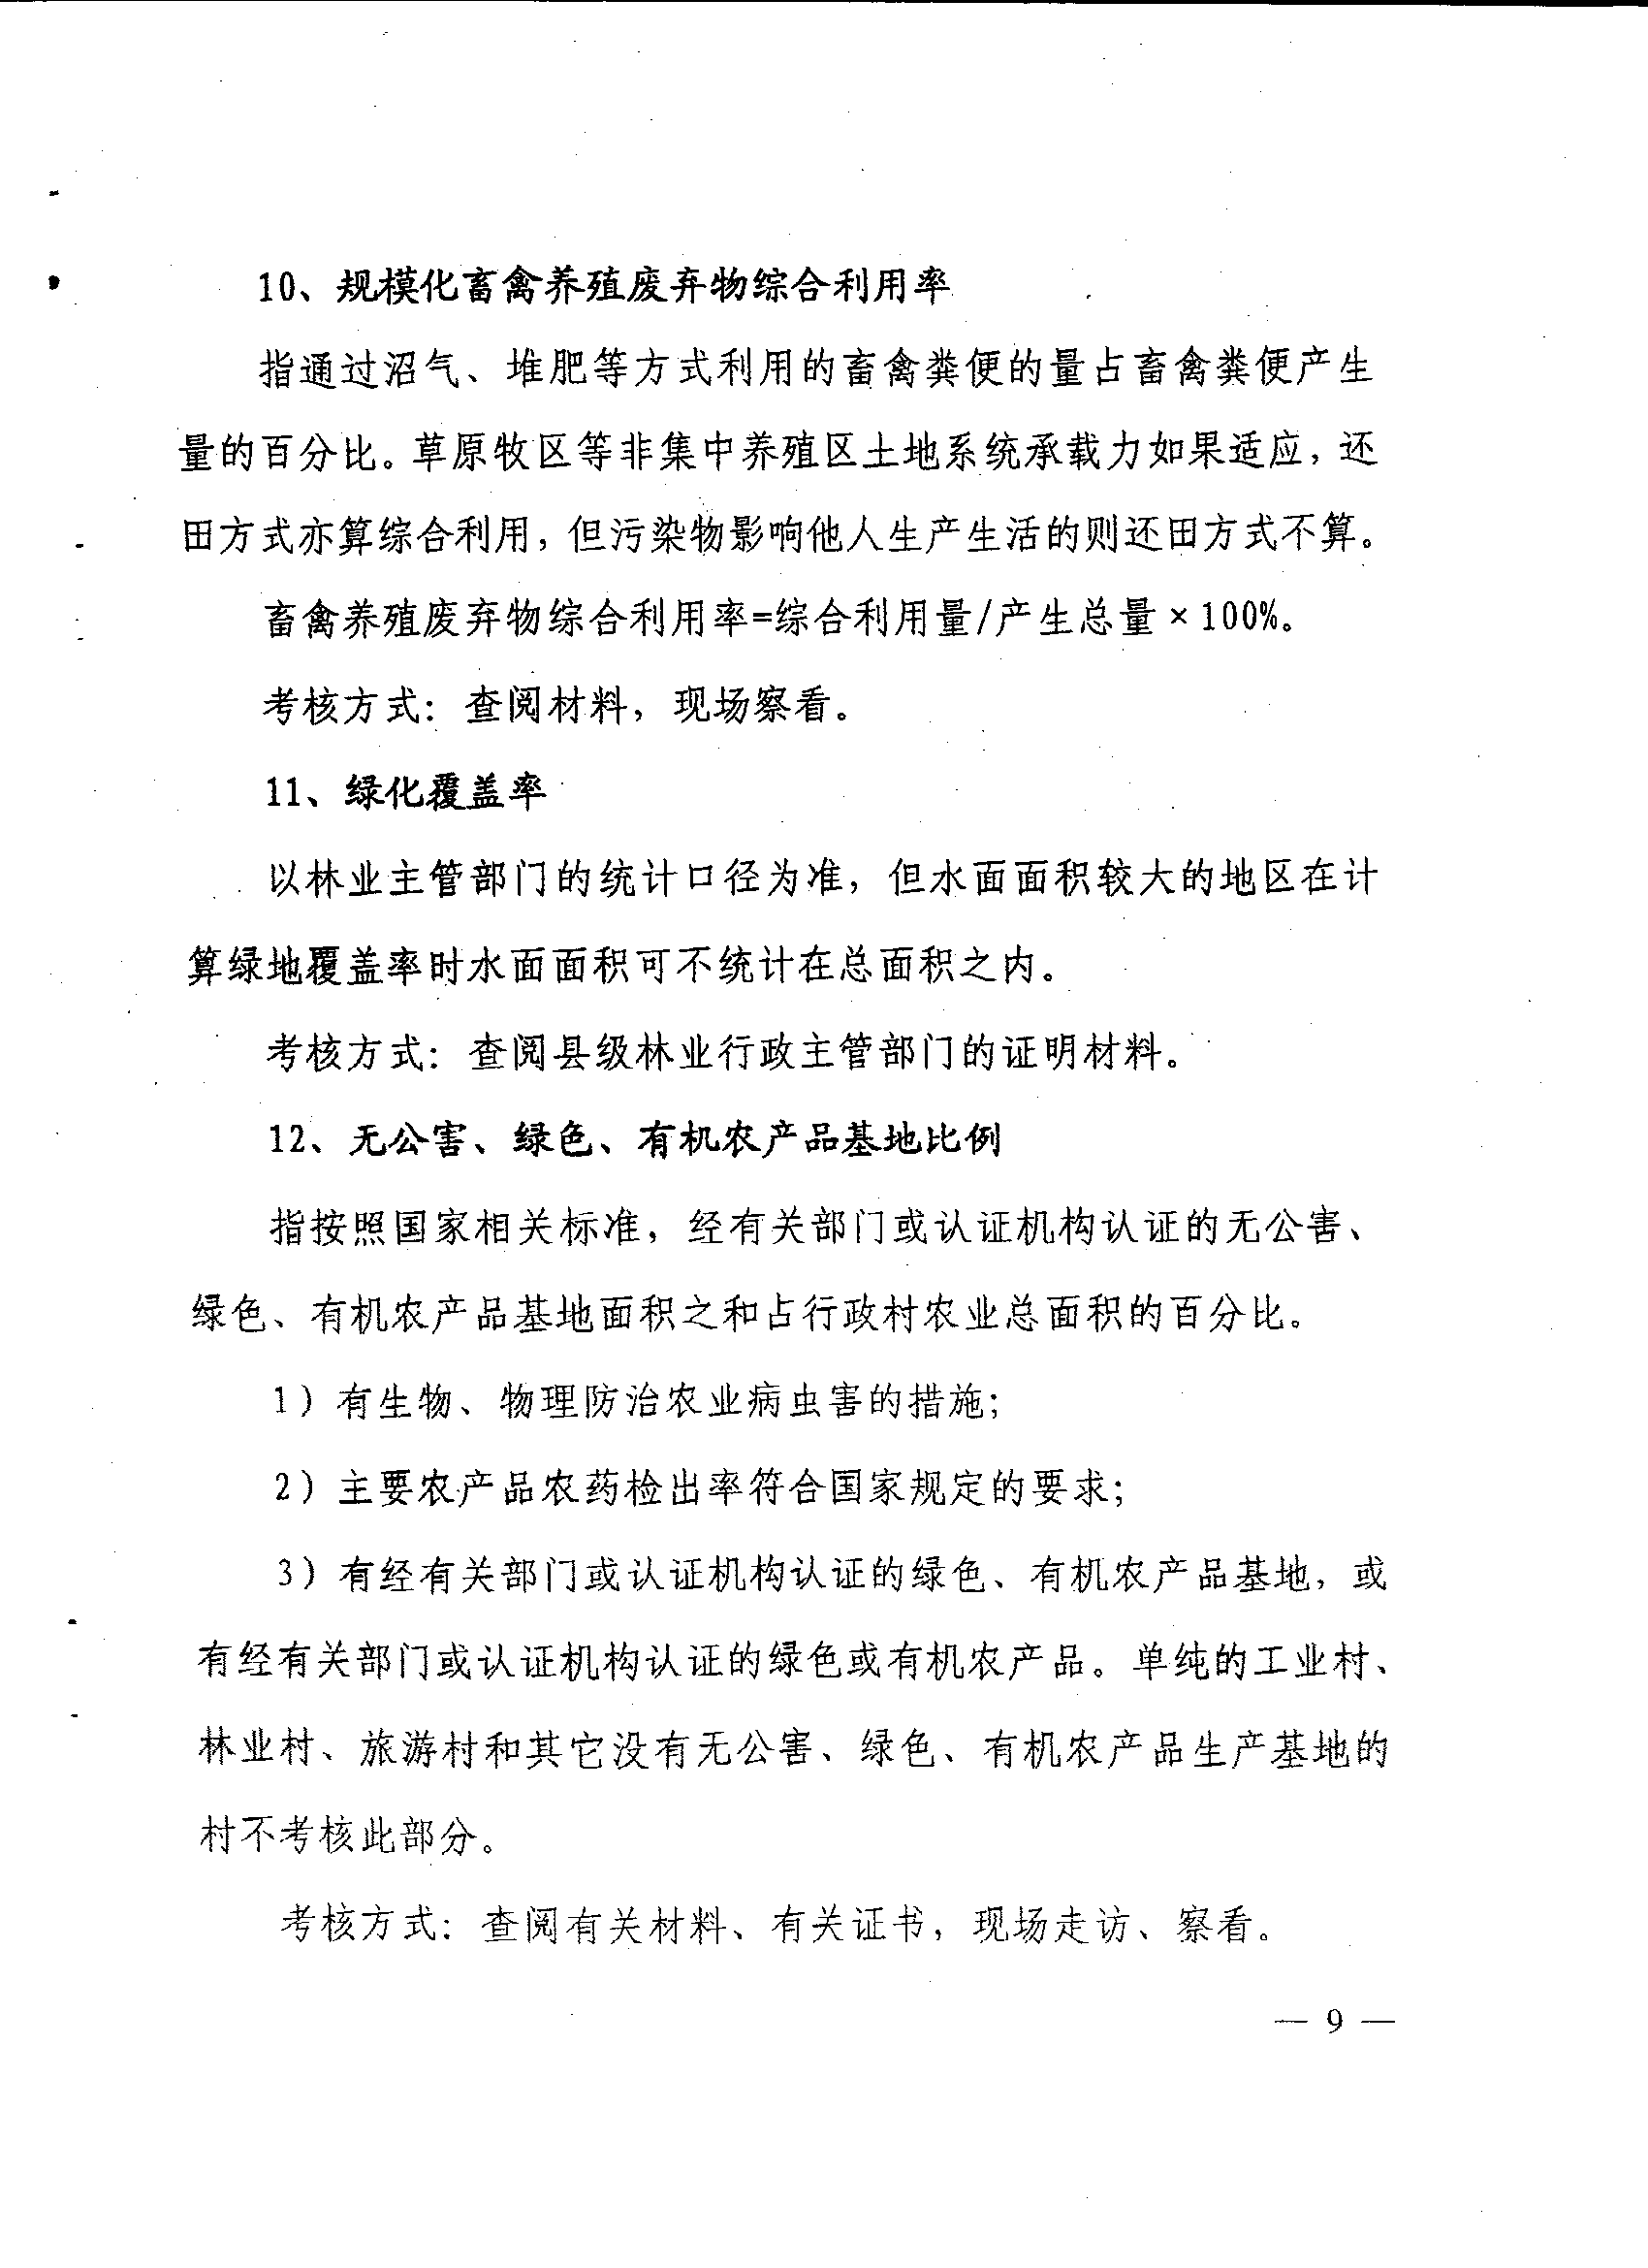 10、规模化畜禽养殖废弃物综合利用率
指通过沼气、堆肥等方式利用的畜禽粪便的量占畜禽粪便产生
量的百分比。草原牧区等非集中养殖区土地系统承载力如果适应，还
田方式亦算综合利用，但污染物影响他人生产生活的则还田方式不算。
畜禽养殖废弃物综合利用率=综合利用量/产生总量×100%。
考核方式：查阅材料，现场察看。
11、绿化覆盖率
以林业主管部门的统计口径为准，但水面面积较大的地区在计
算绿地覆盖率时水面面积可不统计在总面积之内。
考核方式：查阅县级林业行政主管部门的证明材料。
12、无公害、绿色、有机农产品基地比例
指按照国家相关标准，经有关部门或认证机构认证的无公害、
绿色、有机农产品基地面积之和占行政村农业总面积的百分比。
1）有生物、物理防治农业病虫害的措施；
2）主要农产品农药检出率符合国家规定的要求；
3）有经有关部门或认证机构认证的绿色、有机农产品基地，或
有经有关部门或认证机构认证的绿色或有机农产品。单纯的工业村、
林业村、旅游村和其它没有无公害、绿色、有机农产品生产基地的
村不考核此部分。
考核方式：查阅有关材料、有关证书，现场走访、察看。
— 9 —